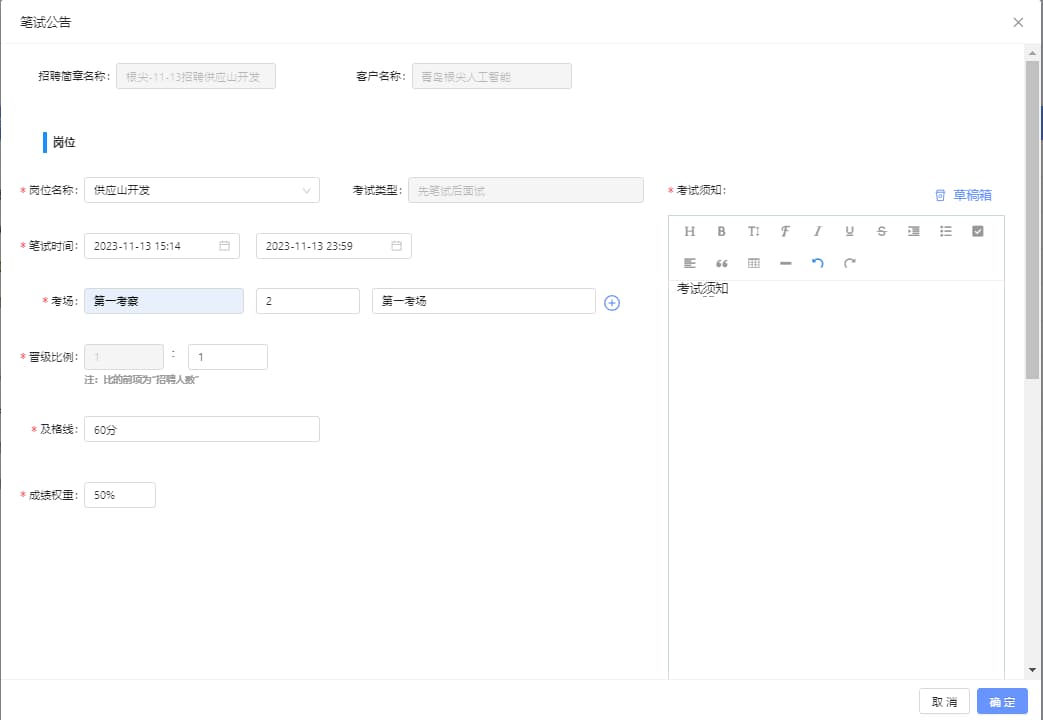 笔试公告
招聘简章名称: 根尖-11-13招聘供应山开发 客户名称: 青岛根尖人工智能
岗位
* 岗位名称: 供应山开发 考试类型: 先笔试后面试 * 考试须知: 草稿箱
* 笔试时间: 2023-11-13 15:14 2023-11-13 23:59
H B T F I U S
* 考场: 第一考察 2 第一考场
考试须知
* 晋级比例: 1 : 1
注: 比的前项为"招聘人数"
* 及格线: 60分
* 成绩权重: 50%
取 消 确 定